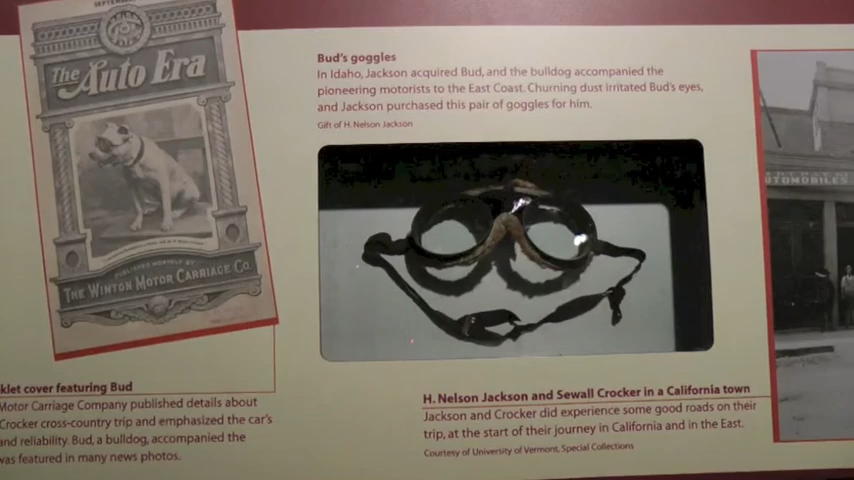 SEPTEMBER
The Auto Era
PUBLISHED MONTHLY BY
THE WINTON MOTOR CARRIAGE CO.
klet cover featuring Bud
Motor Carriage Company published details about
Crocker cross-country trip and emphasized the car's
and reliability. Bud, a bulldog, accompanied the
was featured in many news photos.
Bud's goggles
In Idaho, Jackson acquired Bud, and the bulldog accompanied the
pioneering motorists to the East Coast. Churning dust irritated Bud's eyes,
and Jackson purchased this pair of goggles for him.
Gift of H. Nelson Jackson
H. Nelson Jackson and Sewall Crocker in a California town
Jackson and Crocker did experience some good roads on their
trip, at the start of their journey in California and in the East.
Courtesy of University of Vermont, Special Collections
UTOMOBILES